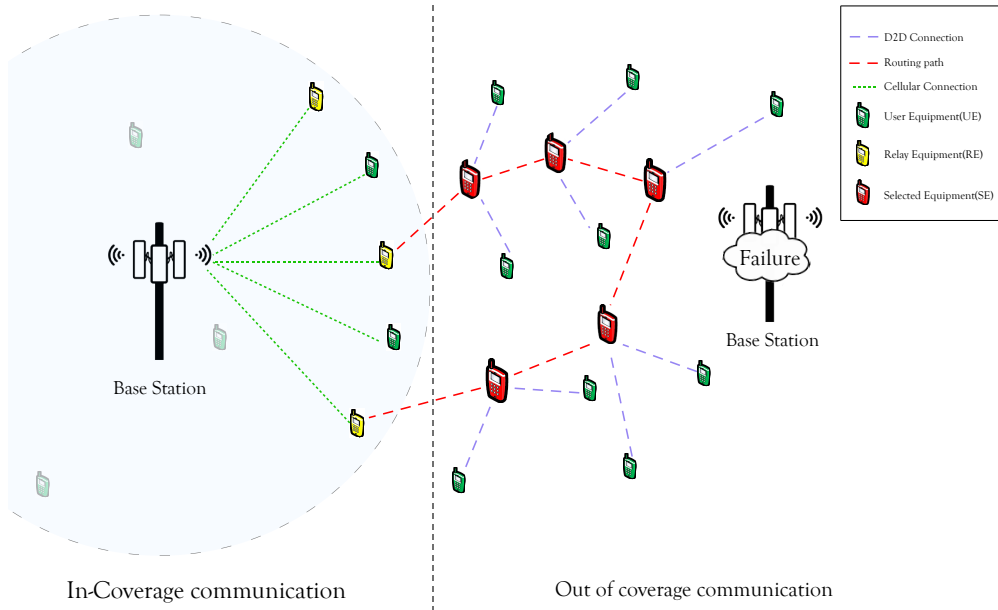 D2D Connection
Routing path
Cellular Connection
User Equipment(UE)
Relay Equipment(RE)
Selected Equipment(SE)
Failure
Base Station
Base Station
In-Coverage communication
Out of coverage communication